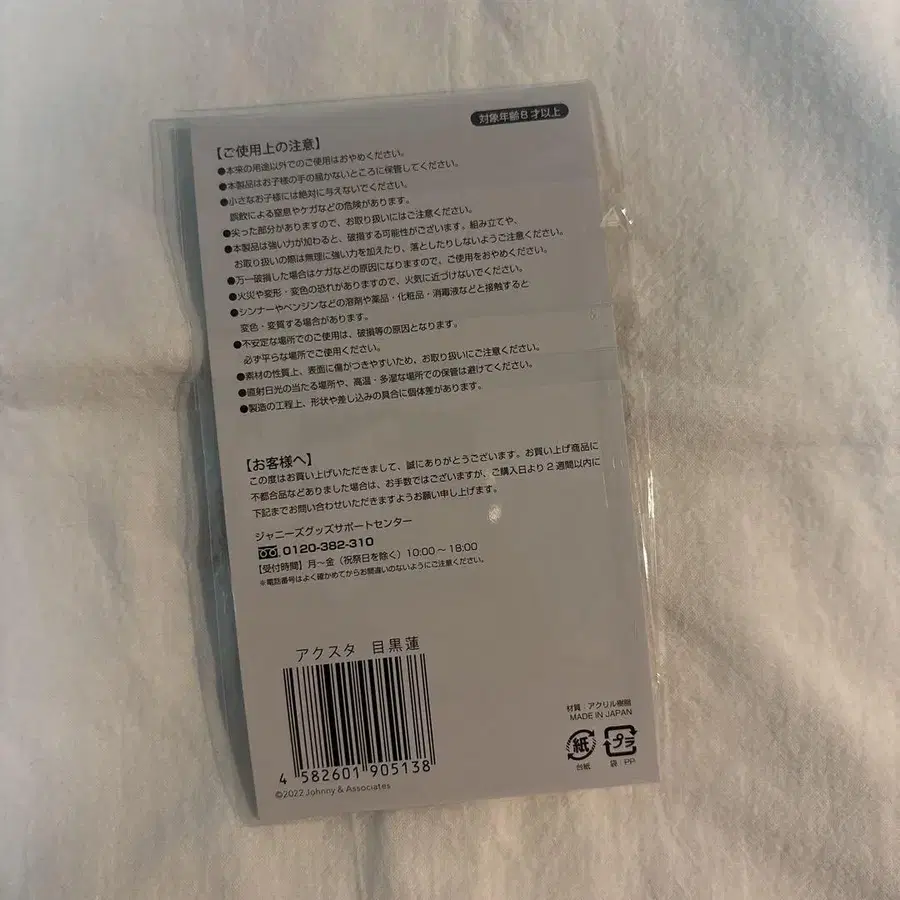 対象年齢8才以上
【ご使用上の注意】
●本来の用途以外でのご使用はおやめください。
●本製品はお子様の手の届かないところに保管してください。
●小さなお子様には絶対に与えないでください。
誤飲による窒息やケガなどの危険があります。
●尖った部分がありますので、お取り扱いにはご注意ください。
●本製品は強い力が加わると、破損する可能性がございます。組み立てや、
お取り扱いの際は無理に強い力を加えたり、落としたりしないようご注意ください。
●万一破損した場合はケガなどの原因になりますので、ご使用をおやめください。
●火災や変形・変色の恐れがありますので、火気に近づけないでください。
●シンナーやベンジンなどの溶剤や薬品・化粧品・消毒液などと接触すると
変色・変質する場合があります。
●不安定な場所でのご使用は、破損等の原因となります。
必ず平らな場所でご使用ください。
●素材の性質上、表面に傷がつきやすいため、お取り扱いにご注意ください。
●直射日光の当たる場所や、高温・多湿な場所での保管は避けてください。
●製造の工程上、形状や差し込みの具合に個体差があります。
【お客様へ】
この度はお買い上げいただきまして、誠にありがとうございます。お買い上げ商品に
不都合品などありました場合は、お手数ではございますが、ご購入日より2週間以内に
下記までお問い合わせいただきますようお願い申し上げます。
ジャニーズグッズサポートセンター
0120-382-310
【受付時間】月～金（祝祭日を除く）10:00～18:00
※電話番号はよく確かめてからお間違いのないようにご注意ください。
アクスタ 目黒蓮
4 582601 905138
©2022 Johnny & Associates
材質：アクリル樹脂
MADE IN JAPAN
紙 プラ
台紙 袋：PP